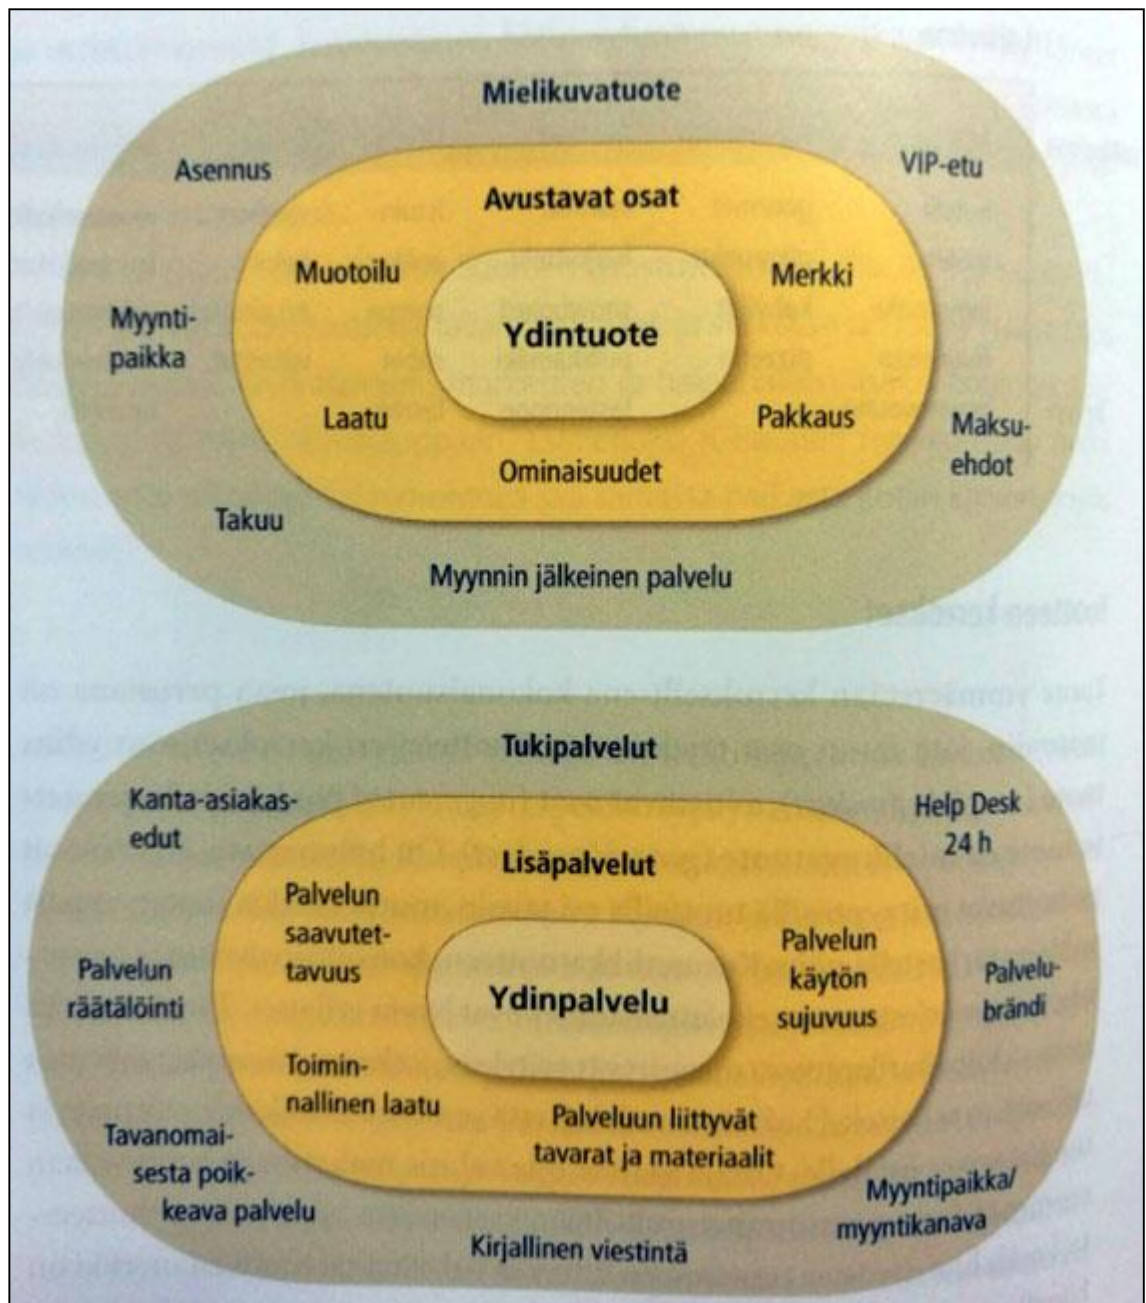 Mielikuvatuote
Asennus
VIP-etu
Avustavat osat
Muotoilu
Merkki
Myynti-
paikka
Ydintuote
Laatu
Pakkaus
Maksu-
ehdot
Ominaisuudet
Takuu
Myynnin jälkeinen palvelu
Tukipalvelut
Kanta-asiakas-
edut
Help Desk
24 h
Lisäpalvelut
Palvelun
saavutet-
tavuus
Palvelun
käytön
sujuvuus
Palvelun
räätälöinti
Ydinpalvelu
Palvelu-
brändi
Toimin-
nallinen laatu
Palveluun liittyvät
tavarat ja materiaalit
Tavanomai-
sesta poik-
keava palvelu
Myyntipaikka/
myyntikanava
Kirjallinen viestintä